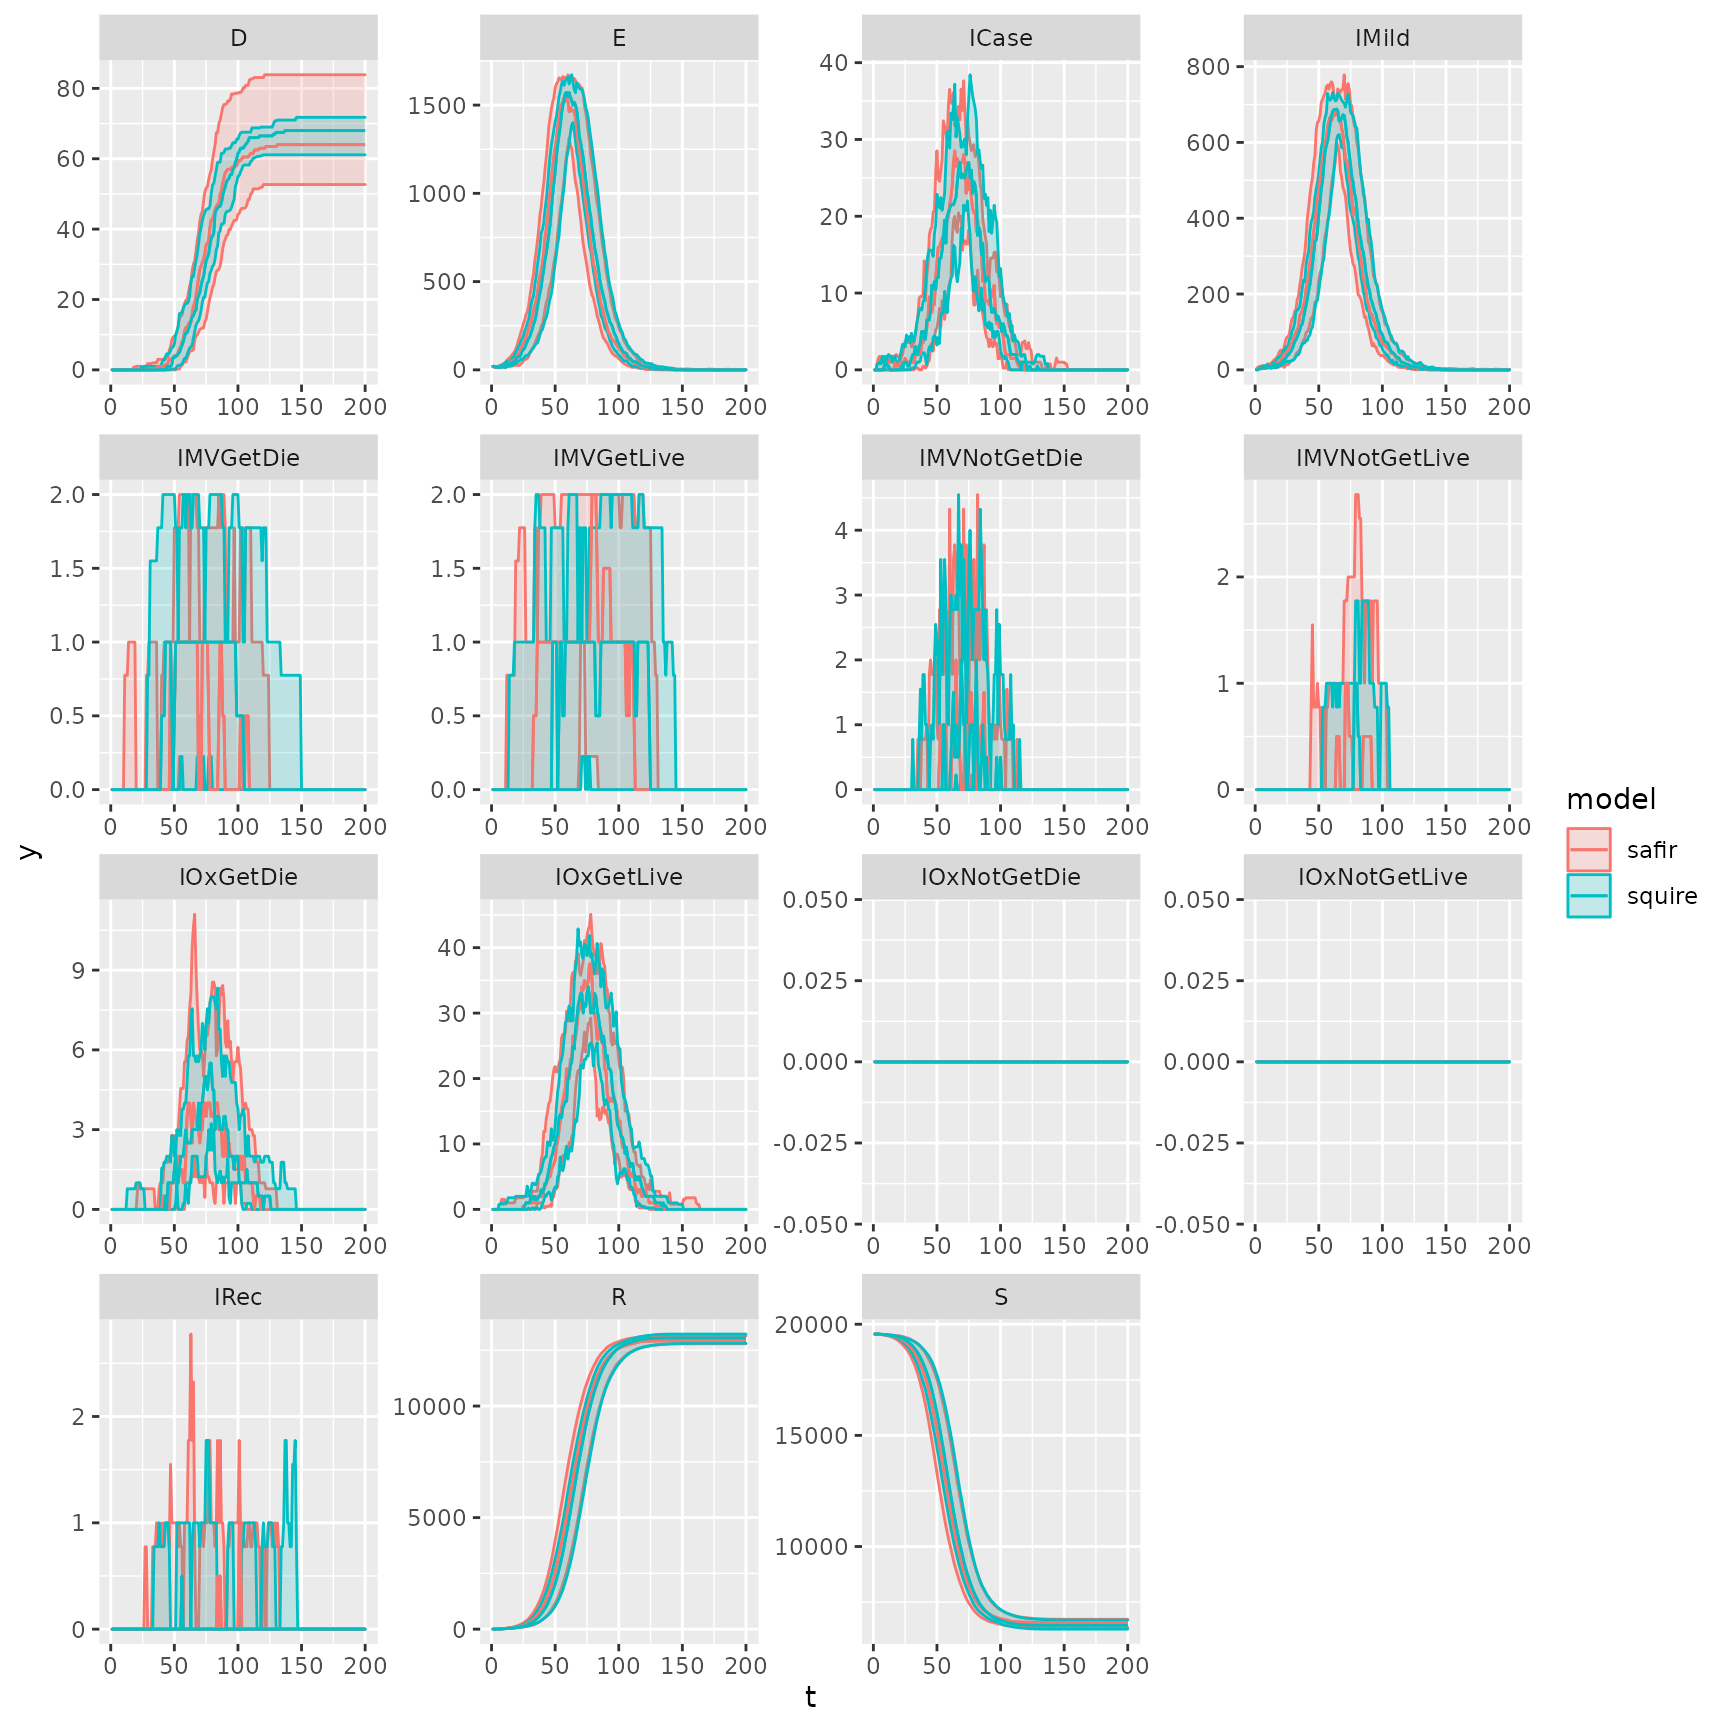 D E ICase IMild
80 60 40 20 0
1500 1000 500 0
40 30 20 10 0
800 600 400 200 0
0 50 100 150 200 0 50 100 150 200 0 50 100 150 200 0 50 100 150 200
IMVGetDie IMVGetLive IMVNotGetDie IMVNotGetLive
2.0 1.5 1.0 0.5 0.0
2.0 1.5 1.0 0.5 0.0
4 3 2 1 0
2 1 0
0 50 100 150 200 0 50 100 150 200 0 50 100 150 200 0 50 100 150 200
IOxGetDie IOxGetLive IOxNotGetDie IOxNotGetLive
9 6 3 0
40 30 20 10 0
0.050 0.025 0.000 -0.025 -0.050
0.050 0.025 0.000 -0.025 -0.050
0 50 100 150 200 0 50 100 150 200 0 50 100 150 200 0 50 100 150 200
IRec R S
2 1 0
10000 5000 0
20000 15000 10000
0 50 100 150 200 0 50 100 150 200 0 50 100 150 200
y
t
model
safir
squire